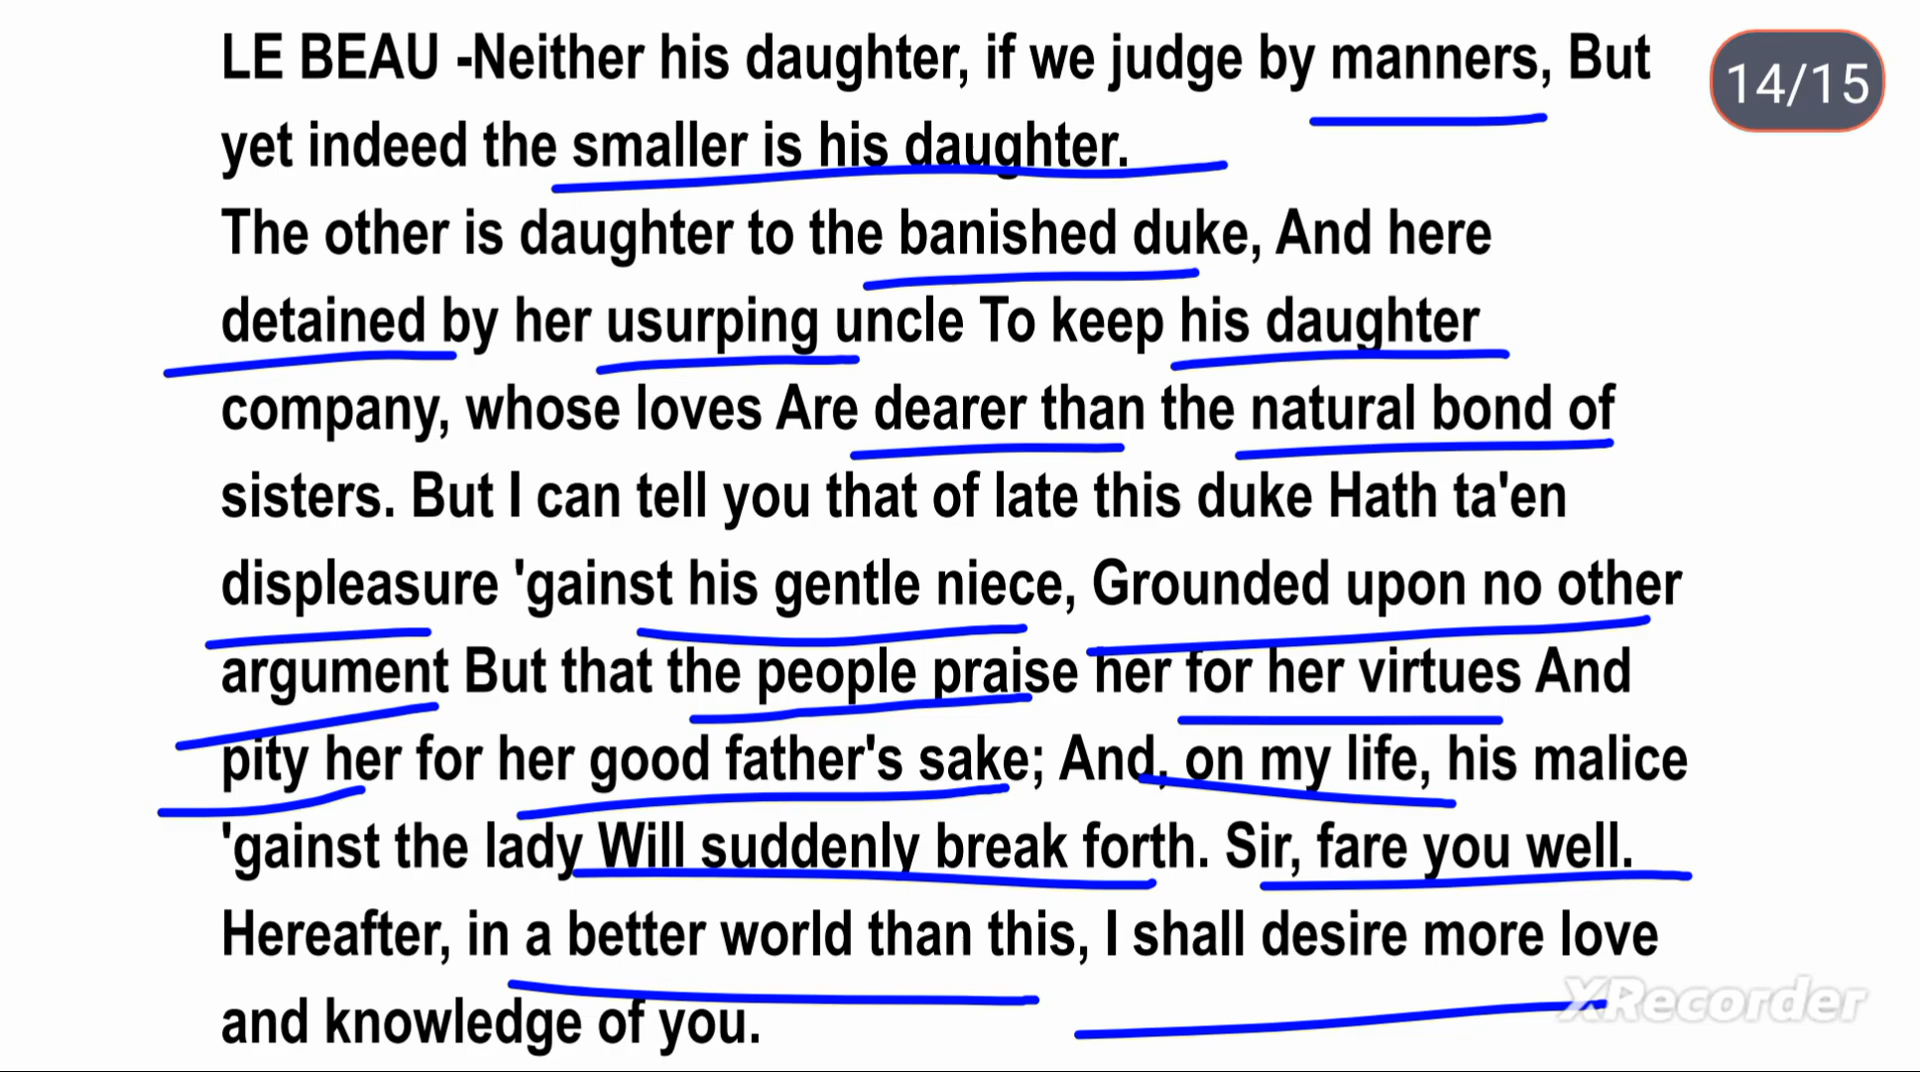 LE BEAU -Neither his daughter, if we judge by manners, But
14/15
yet indeed the smaller is his daughter.
The other is daughter to the banished duke, And here
detained by her usurping uncle To keep his daughter
company, whose loves Are dearer than the natural bond of
sisters. But I can tell you that of late this duke Hath ta'en
displeasure 'gainst his gentle niece, Grounded upon no other
argument But that the people praise her for her virtues And
pity her for her good father's sake; And, on my life, his malice
'gainst the lady Will suddenly break forth. Sir, fare you well.
Hereafter, in a better world than this, I shall desire more love
XRecorder
and knowledge of you.